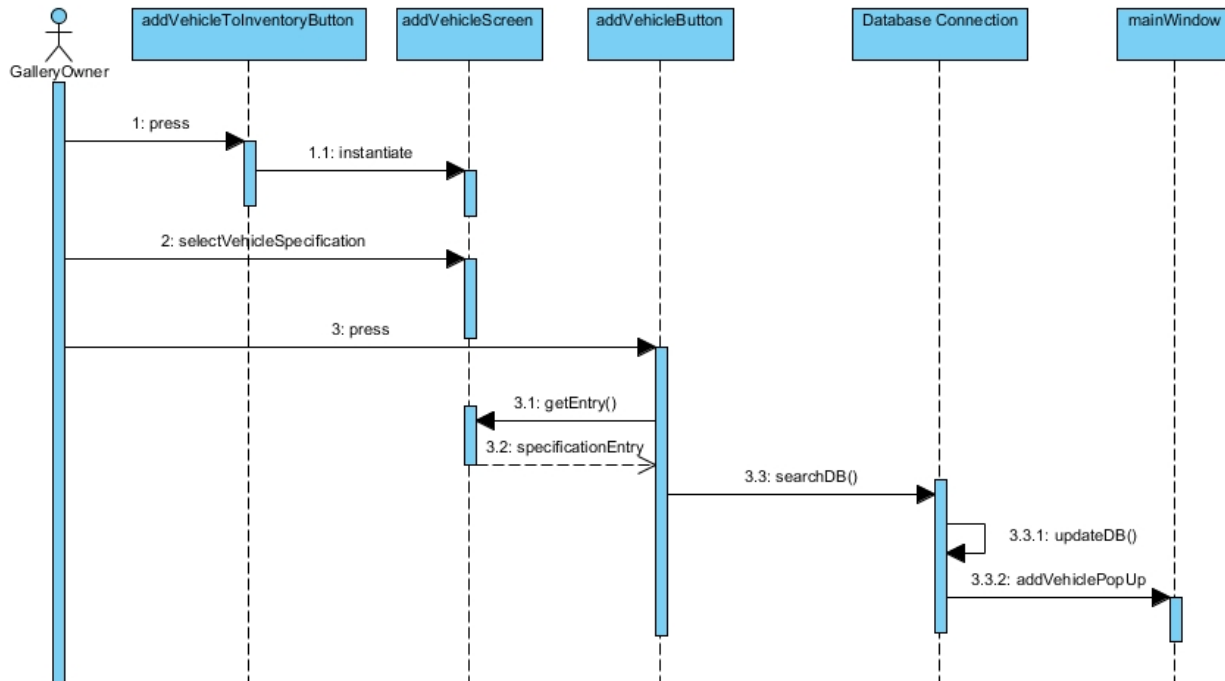 addVehicleToInventoryButton
addVehicleScreen
addVehicleButton
Database Connection
mainWindow
GalleryOwner
1: press
1.1: instantiate
2: selectVehicleSpecification
3: press
3.1: getEntry()
3.2: specificationEntry
3.3: searchDB()
3.3.1: updateDB()
3.3.2: addVehiclePopUp